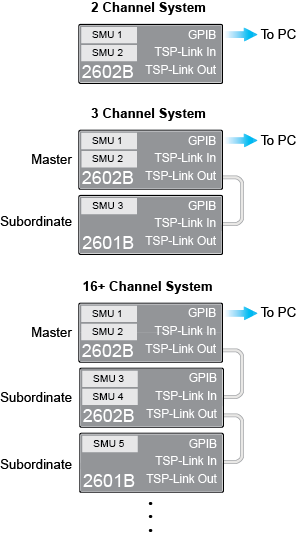 2 Channel System
SMU 1 GPIB To PC
SMU 2 TSP-Link In
2602B TSP-Link Out
3 Channel System
SMU 1 GPIB To PC
Master SMU 2 TSP-Link In
2602B TSP-Link Out
SMU 3 GPIB
Subordinate TSP-Link In
2601B TSP-Link Out
16+ Channel System
SMU 1 GPIB To PC
Master SMU 2 TSP-Link In
2602B TSP-Link Out
SMU 3 GPIB
Subordinate SMU 4 TSP-Link In
2602B TSP-Link Out
SMU 5 GPIB
Subordinate TSP-Link In
2601B TSP-Link Out